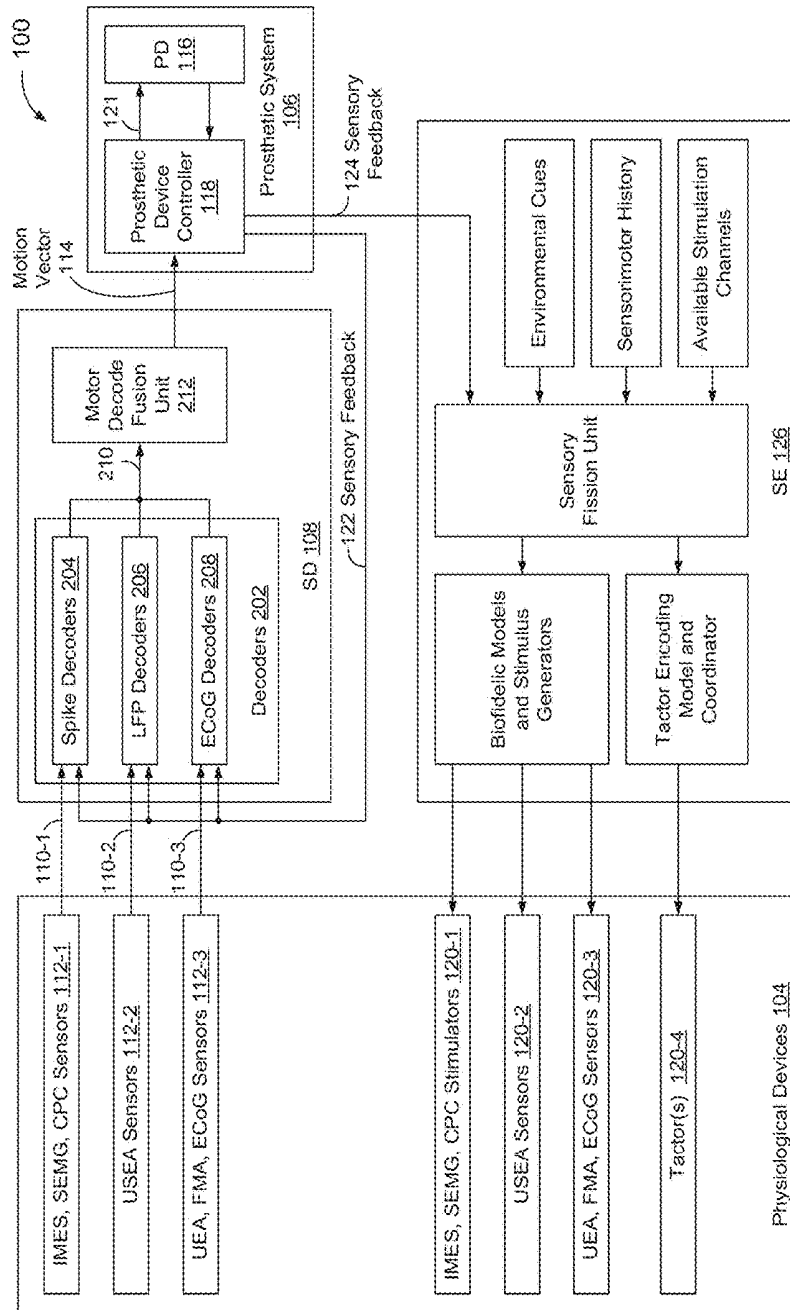 100
Prosthetic System
106
PD
116
121
Prosthetic
Device
Controller
118
124 Sensory
Feedback
Motion
Vector
114
Motor
Decode
Fusion
Unit
212
210
Spike Decoders 204
LFP Decoders 206
ECoG Decoders 208
Decoders 202
SD 108
122 Sensory Feedback
110-1
110-2
110-3
IMES, SEMG, CPC Sensors 112-1
USEA Sensors 112-2
UEA, FMA, ECoG Sensors 112-3
Environmental Cues
Sensorimotor History
Available Stimulation
Channels
Sensory
Fission Unit
SE 126
Biofidelic Models
and Stimulus
Generators
Tactor Encoding
Model and
Coordinator
IMES, SEMG, CPC Stimulators 120-1
USEA Sensors 120-2
UEA, FMA, ECoG Sensors 120-3
Tactor(s) 120-4
Physiological Devices 104